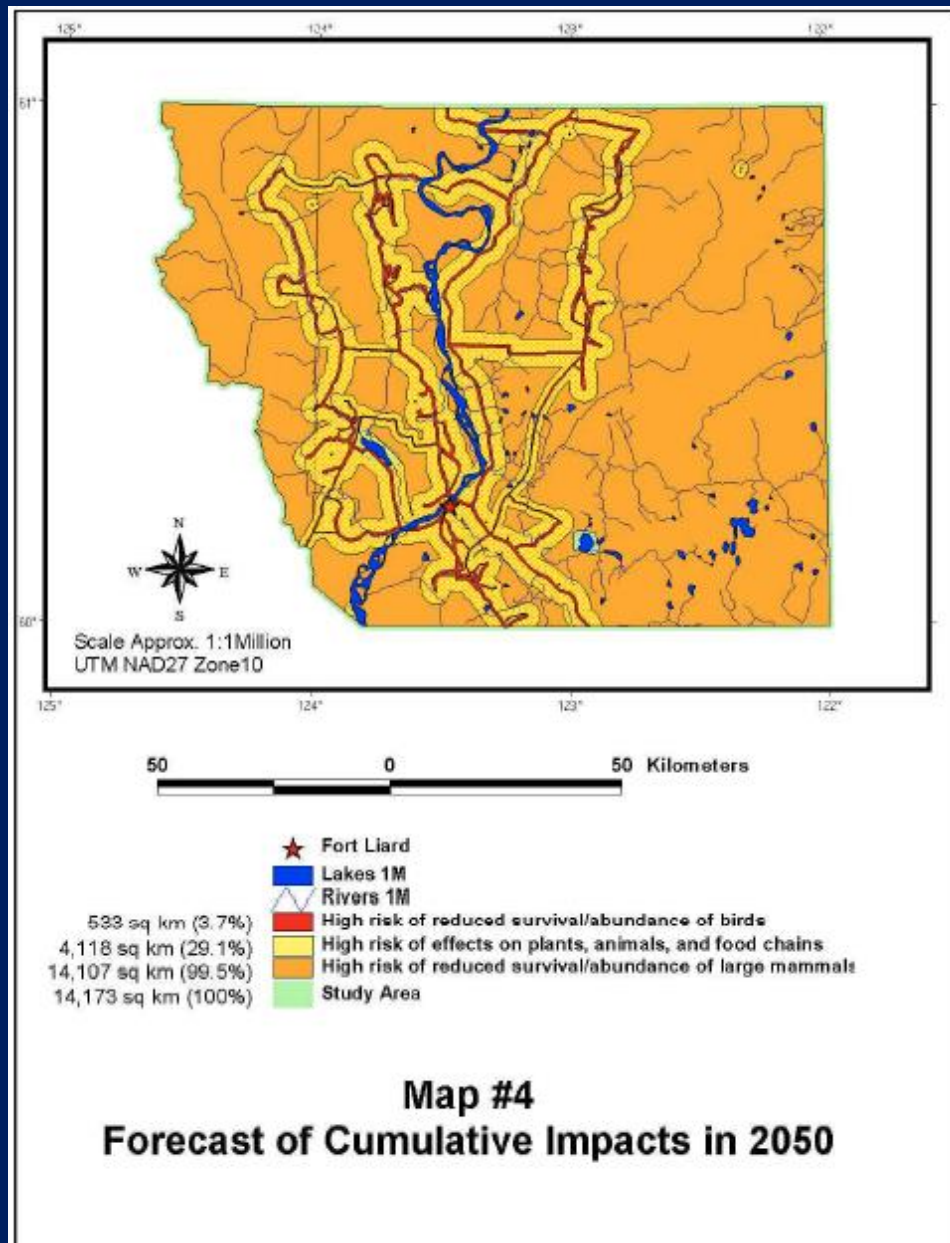 125° 124° 123° 122°
61°
N
W E
S
60°
Scale Approx. 1:1Million
UTM NAD27 Zone10
125° 124° 123° 122°
50 0 50 Kilometers
Fort Liard
Lakes 1M
Rivers 1M
533 sq km (3.7%) High risk of reduced survival/abundance of birds
4,118 sq km (29.1%) High risk of effects on plants, animals, and food chains
14,107 sq km (99.5%) High risk of reduced survival/abundance of large mammals
14,173 sq km (100%) Study Area
Map #4
Forecast of Cumulative Impacts in 2050